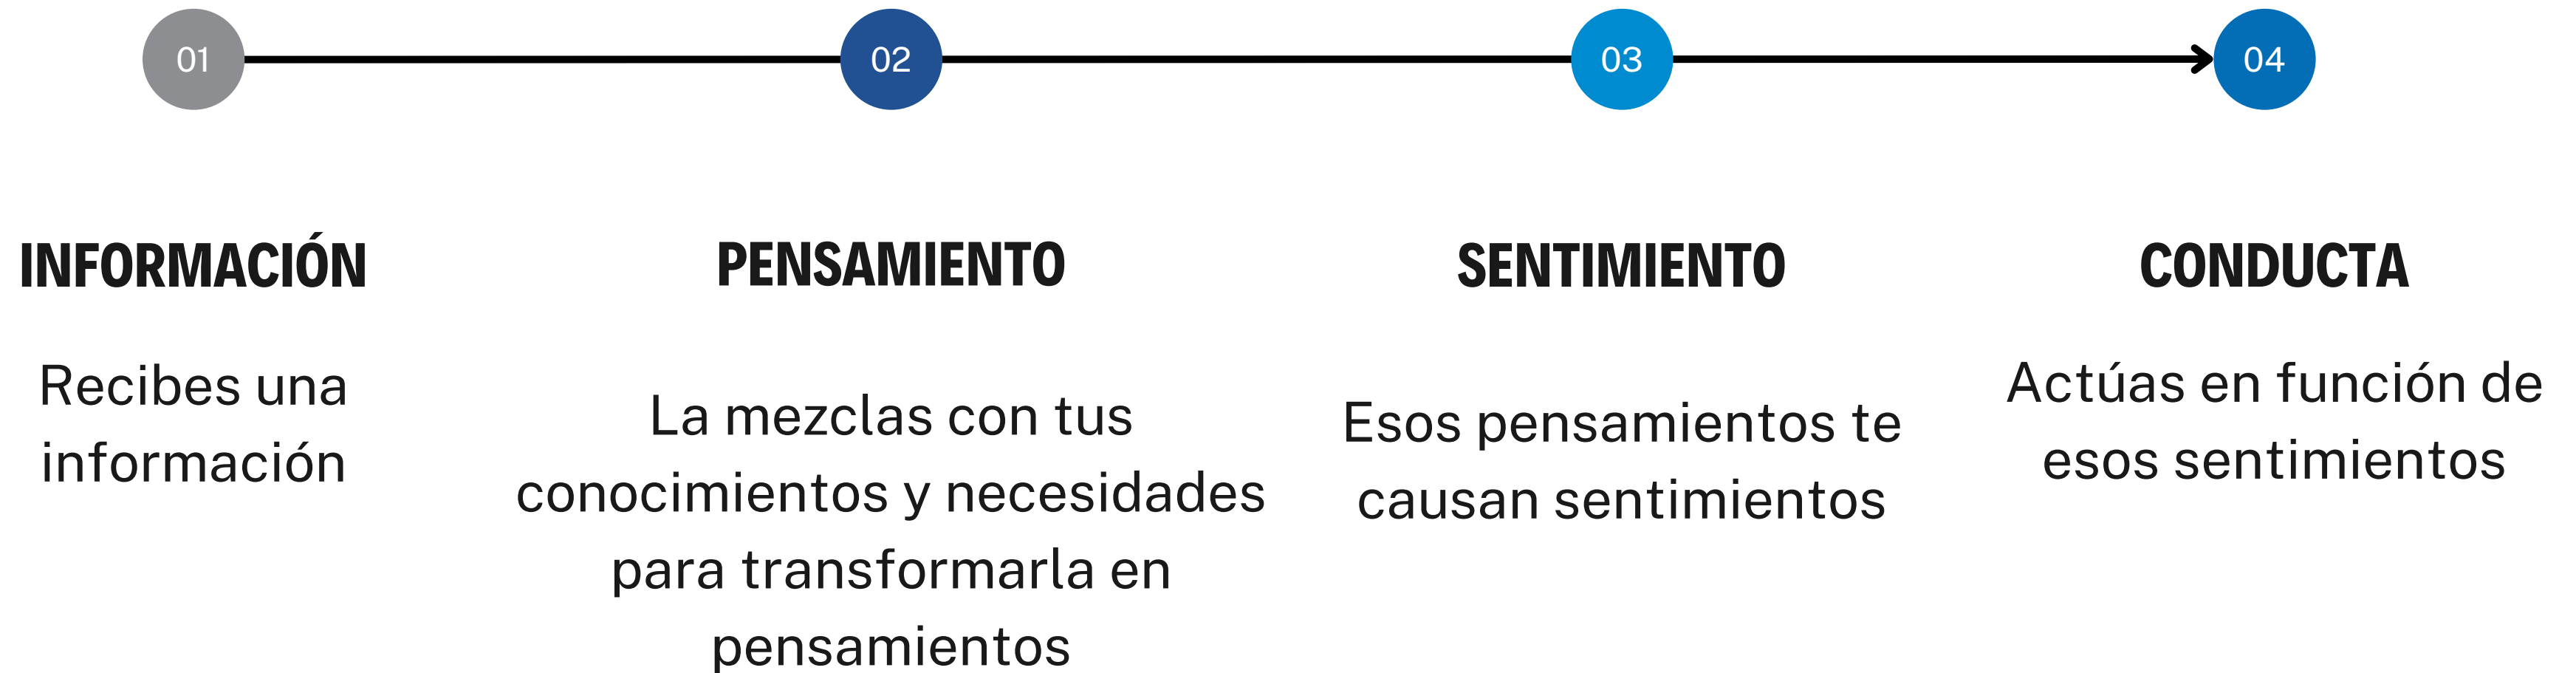 01
02
03
04
INFORMACIÓN
Recibes una
información
PENSAMIENTO
La mezclas con tus
conocimientos y necesidades
para transformarla en
pensamientos
SENTIMIENTO
Esos pensamientos te
causan sentimientos
CONDUCTA
Actúas en función de
esos sentimientos